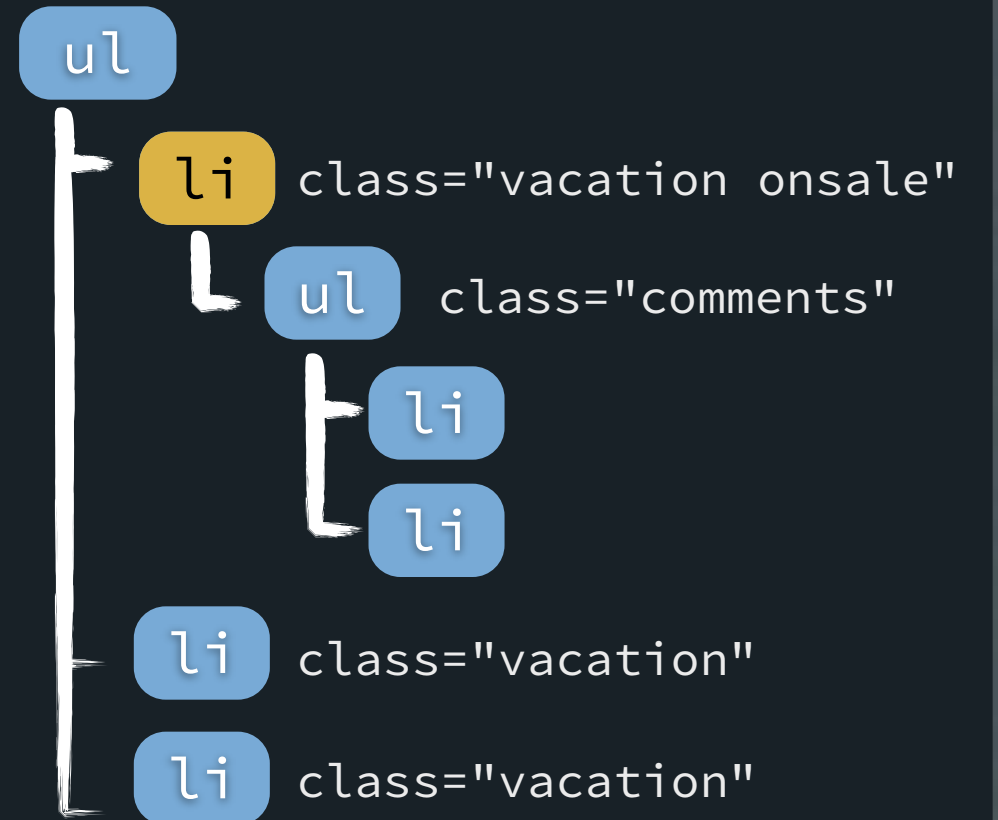 ul
li class="vacation onsale"
ul class="comments"
li
li
li class="vacation"
li class="vacation"